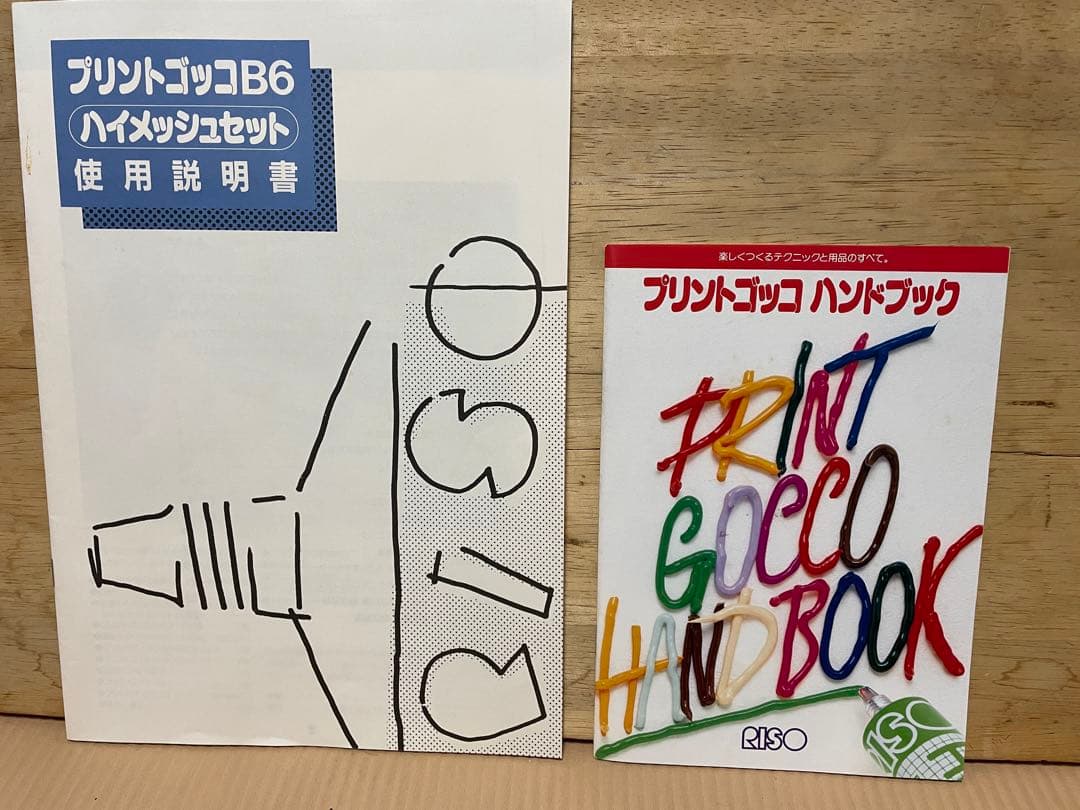 プリントゴッコB6
ハイメッシュセット
使用説明書
RISO
楽しくつくるテクニックと用品のすべて。
プリントゴッコ ハンドブック
PRINT
GOCCO
HANDBOOK
RISO
RISO